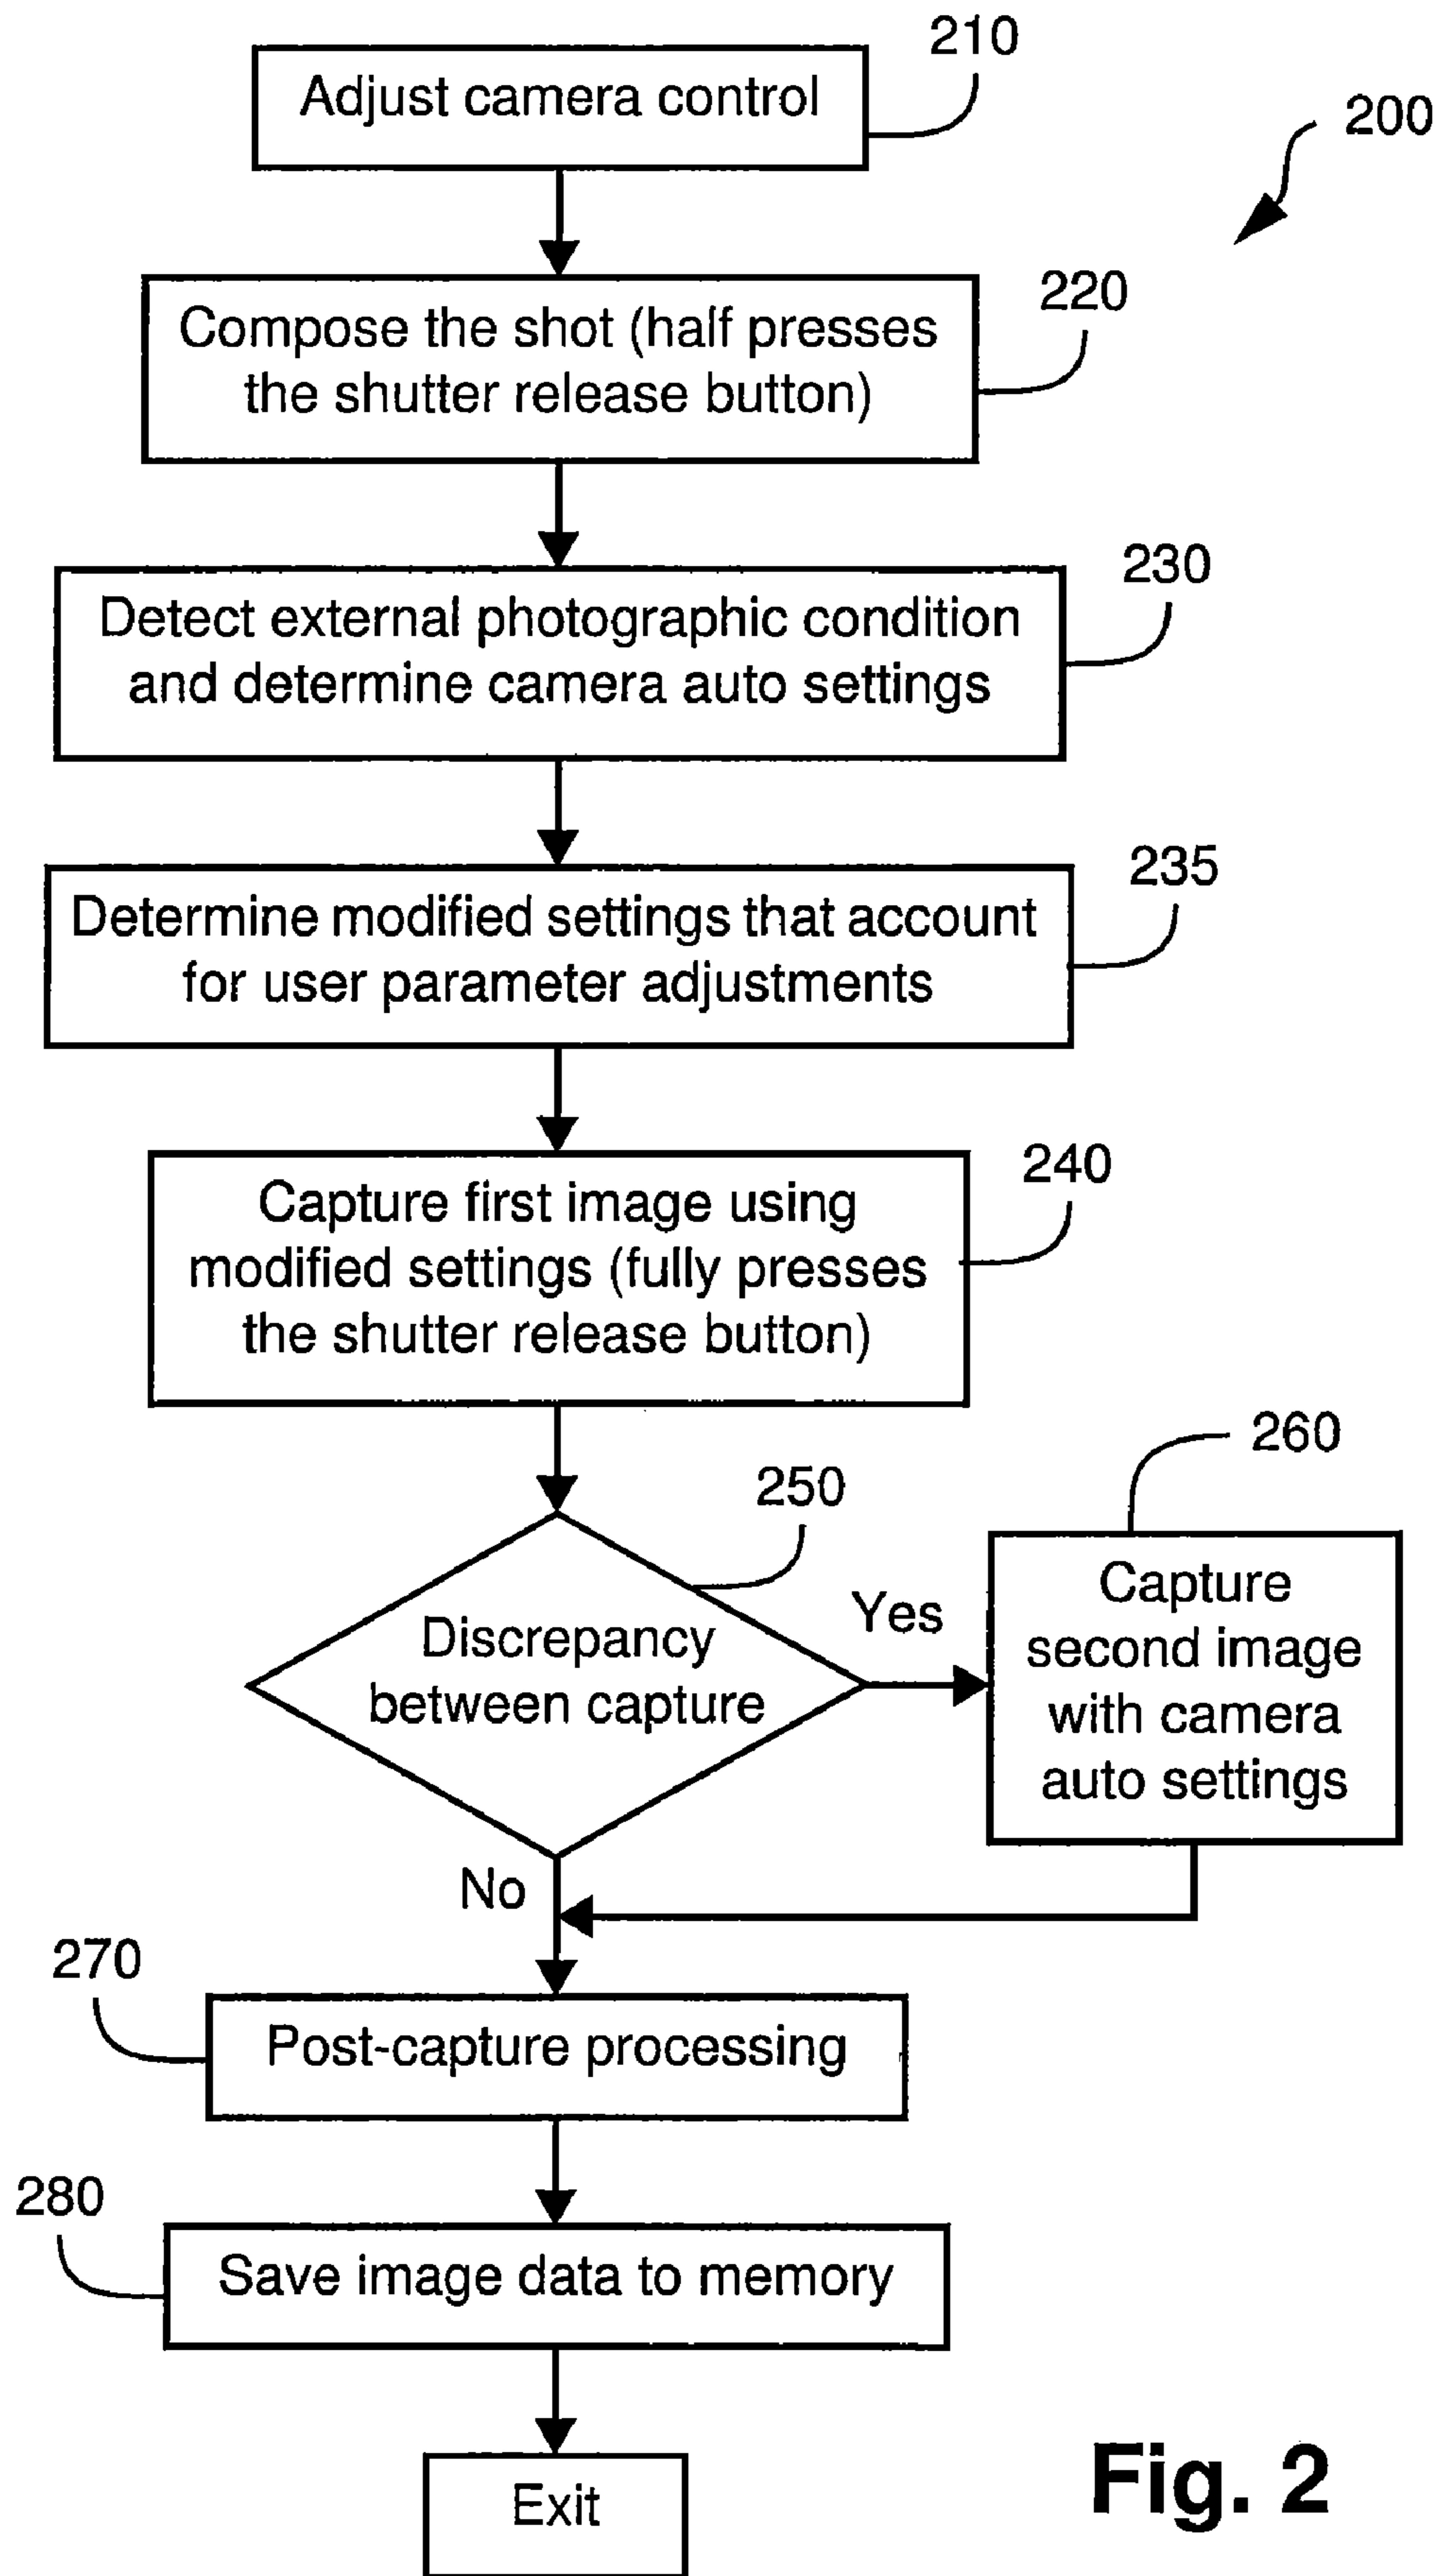 210
Adjust camera control
200
220
Compose the shot (half presses
the shutter release button)
230
Detect external photographic condition
and determine camera auto settings
235
Determine modified settings that account
for user parameter adjustments
240
Capture first image using
modified settings (fully presses
the shutter release button)
250
Discrepancy
between capture
Yes
No
260
Capture
second image
with camera
auto settings
270
Post-capture processing
280
Save image data to memory
Exit
Fig. 2